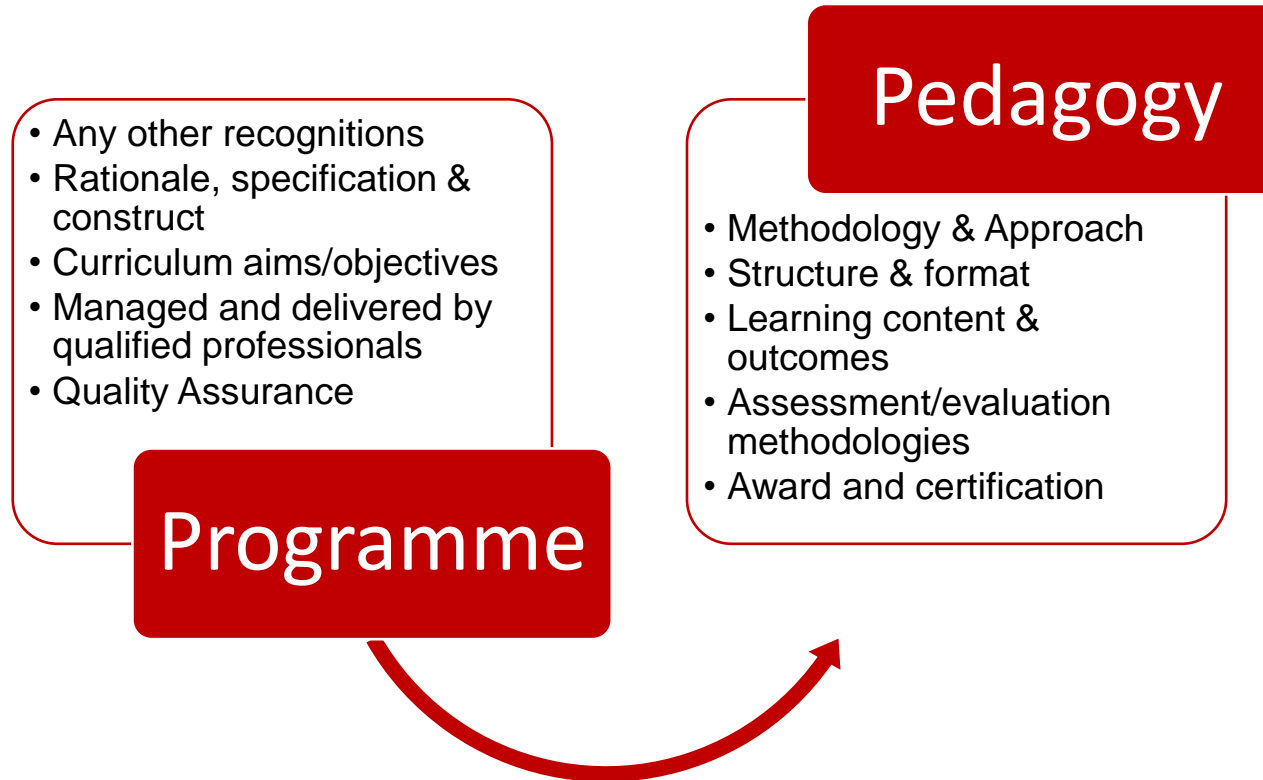 • Any other recognitions
• Rationale, specification &
construct
• Curriculum aims/objectives
• Managed and delivered by
qualified professionals
• Quality Assurance
Programme
Pedagogy
• Methodology & Approach
• Structure & format
• Learning content &
outcomes
• Assessment/evaluation
methodologies
• Award and certification